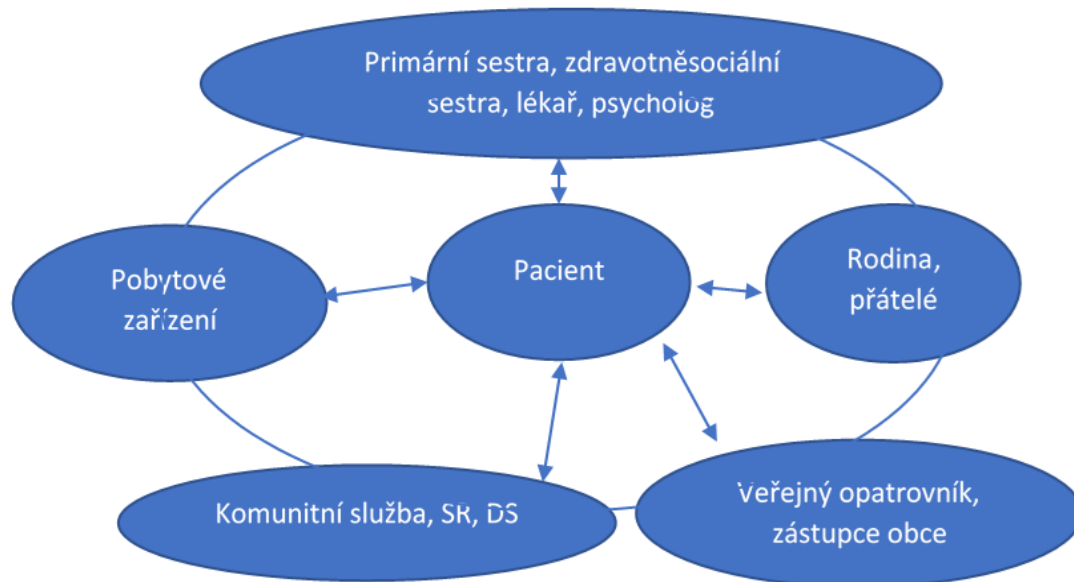 Primární sestra, zdravotněsociální
sestra, lékař, psycholog
Pacient
Rodina,
přátelé
Pobytové
zařízení
Komunitní služba, SR, DS
Veřejný opatrovník,
zástupce obce